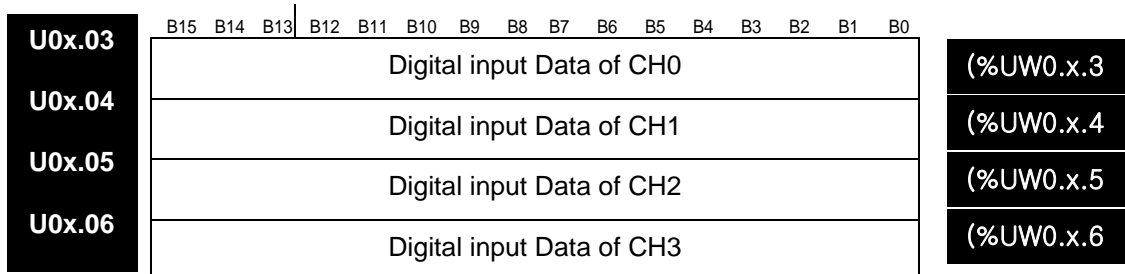 B15 B14 B13 B12 B11 B10 B9 B8 B7 B6 B5 B4 B3 B2 B1 B0
U0x.03 Digital input Data of CH0 (%UW0.x.3
U0x.04 Digital input Data of CH1 (%UW0.x.4
U0x.05 Digital input Data of CH2 (%UW0.x.5
U0x.06 Digital input Data of CH3 (%UW0.x.6